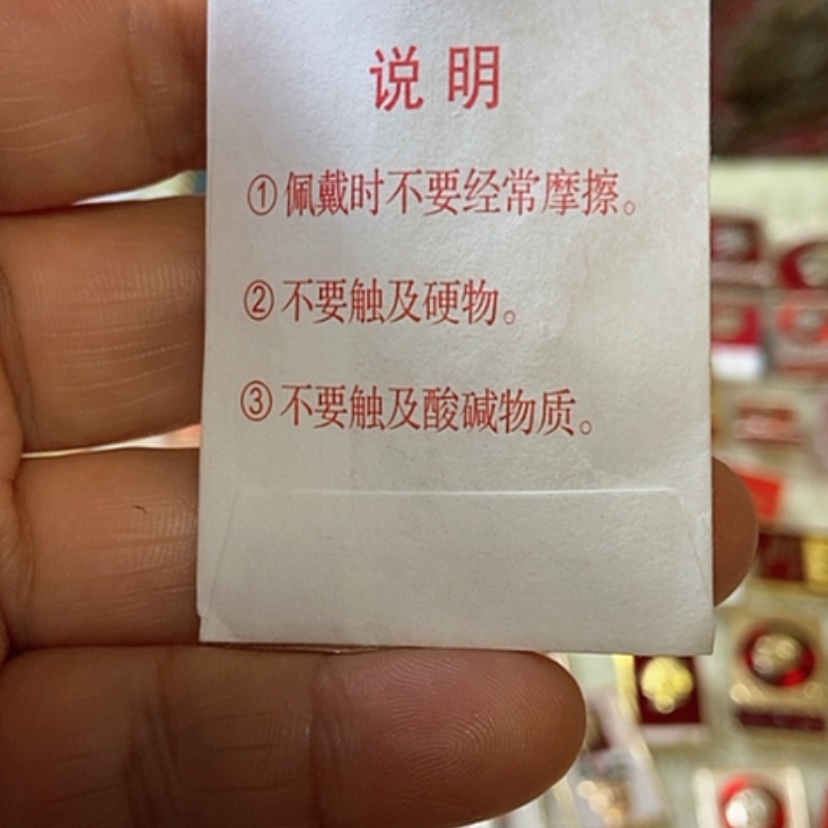 说明
①佩戴时不要经常摩擦。
②不要触及硬物。
③不要触及酸碱物质。